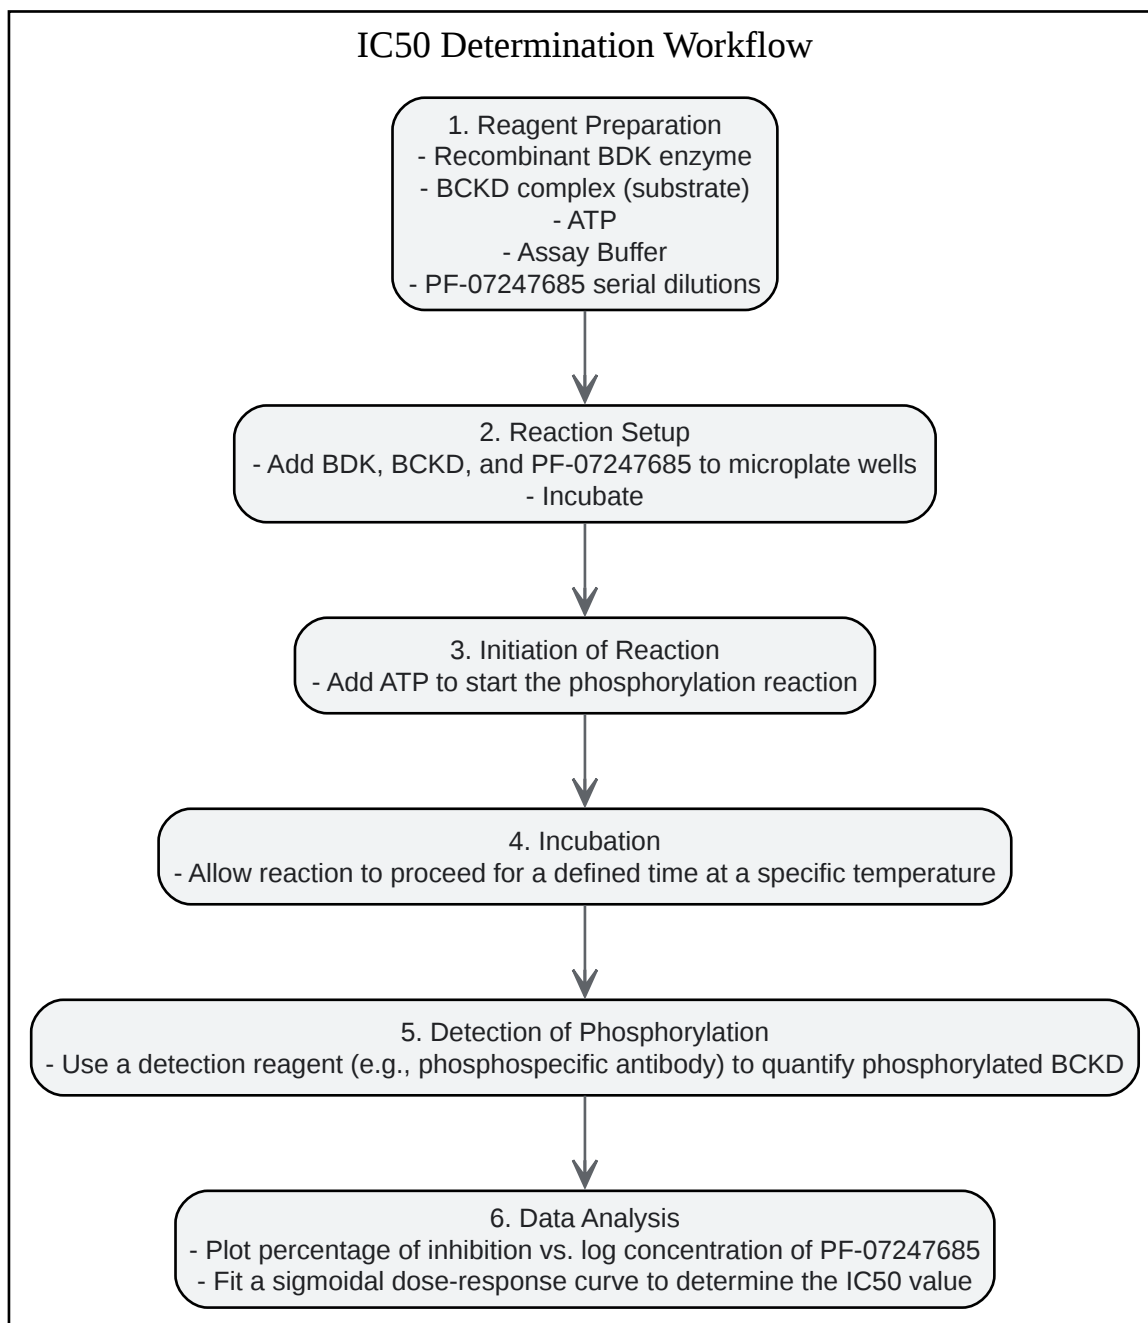 IC50 Determination Workflow
1. Reagent Preparation
- Recombinant BDK enzyme
- BCKD complex (substrate)
- ATP
- Assay Buffer
- PF-07247685 serial dilutions
2. Reaction Setup
- Add BDK, BCKD, and PF-07247685 to microplate wells
- Incubate
3. Initiation of Reaction
- Add ATP to start the phosphorylation reaction
4. Incubation
- Allow reaction to proceed for a defined time at a specific temperature
5. Detection of Phosphorylation
- Use a detection reagent (e.g., phosphospecific antibody) to quantify phosphorylated BCKD
6. Data Analysis
- Plot percentage of inhibition vs. log concentration of PF-07247685
- Fit a sigmoidal dose-response curve to determine the IC50 value